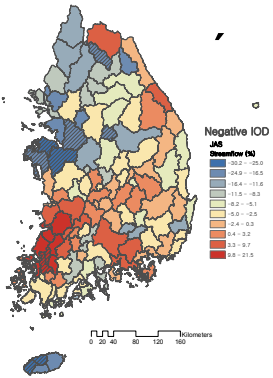 Negative IOD
JAS
Streamflow (%)
-30.2 - -25.0
-24.9 - -16.5
-16.4 - -11.6
-11.5 - -8.3
-8.2 - -5.1
-5.0 - -2.5
-2.4 - 0.3
0.4 - 3.2
3.3 - 9.7
9.8 - 21.5
Kilometers
0 20 40 80 120 160